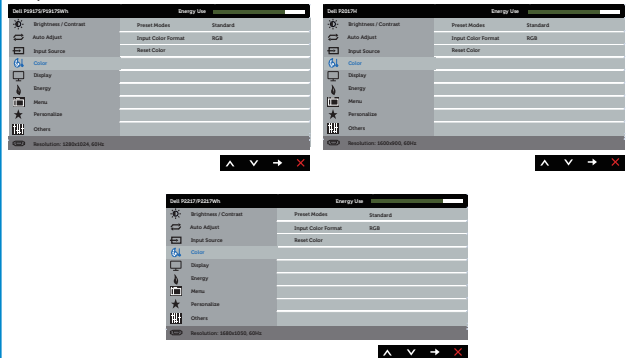 Dell P1917S/P1917SWh Energy Use
Brightness / Contrast Preset Modes Standard
Auto Adjust Input Color Format RGB
Input Source Reset Color
Color
Display
Energy
Menu
Personalize
Others
Resolution: 1280x1024, 60Hz
Dell P2017H Energy Use
Brightness / Contrast Preset Modes Standard
Auto Adjust Input Color Format RGB
Input Source Reset Color
Color
Display
Energy
Menu
Personalize
Others
Resolution: 1600x900, 60Hz
Dell P2217/P2217Wh Energy Use
Brightness / Contrast Preset Modes Standard
Auto Adjust Input Color Format RGB
Input Source Reset Color
Color
Display
Energy
Menu
Personalize
Others
Resolution: 1680x1050, 60Hz